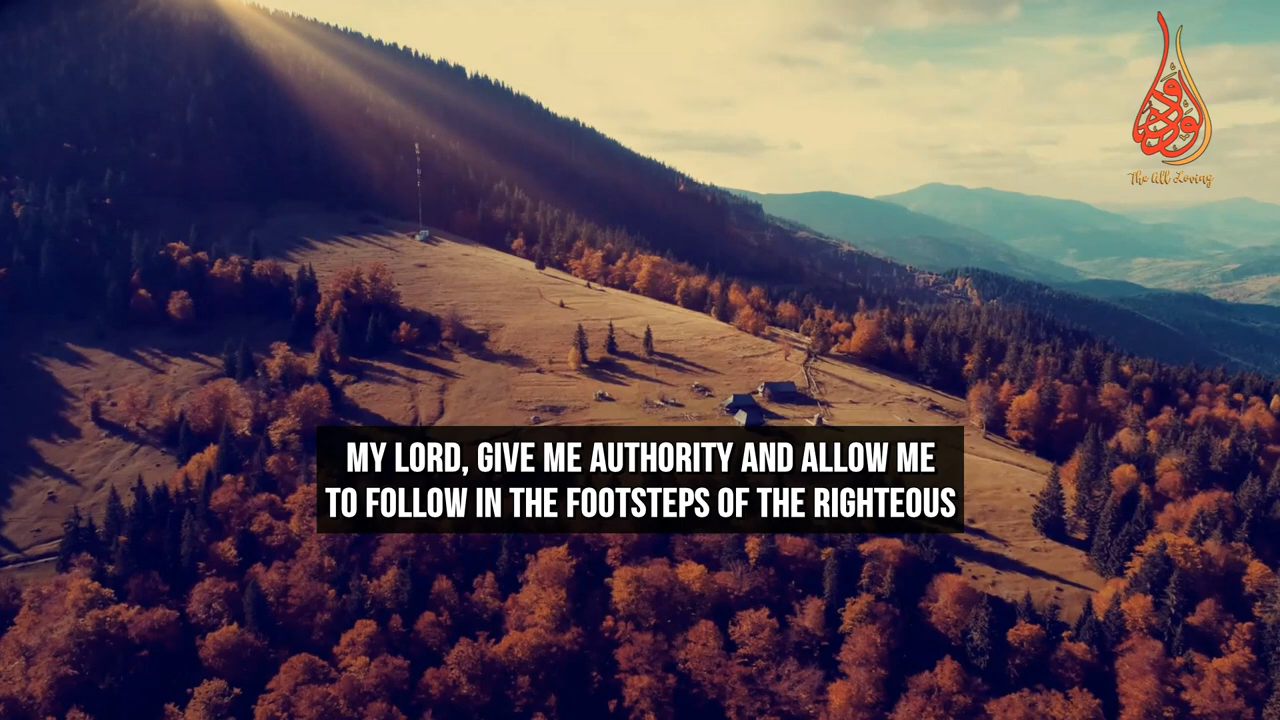 الودود
The All Loving
MY LORD, GIVE ME AUTHORITY AND ALLOW ME
TO FOLLOW IN THE FOOTSTEPS OF THE RIGHTEOUS